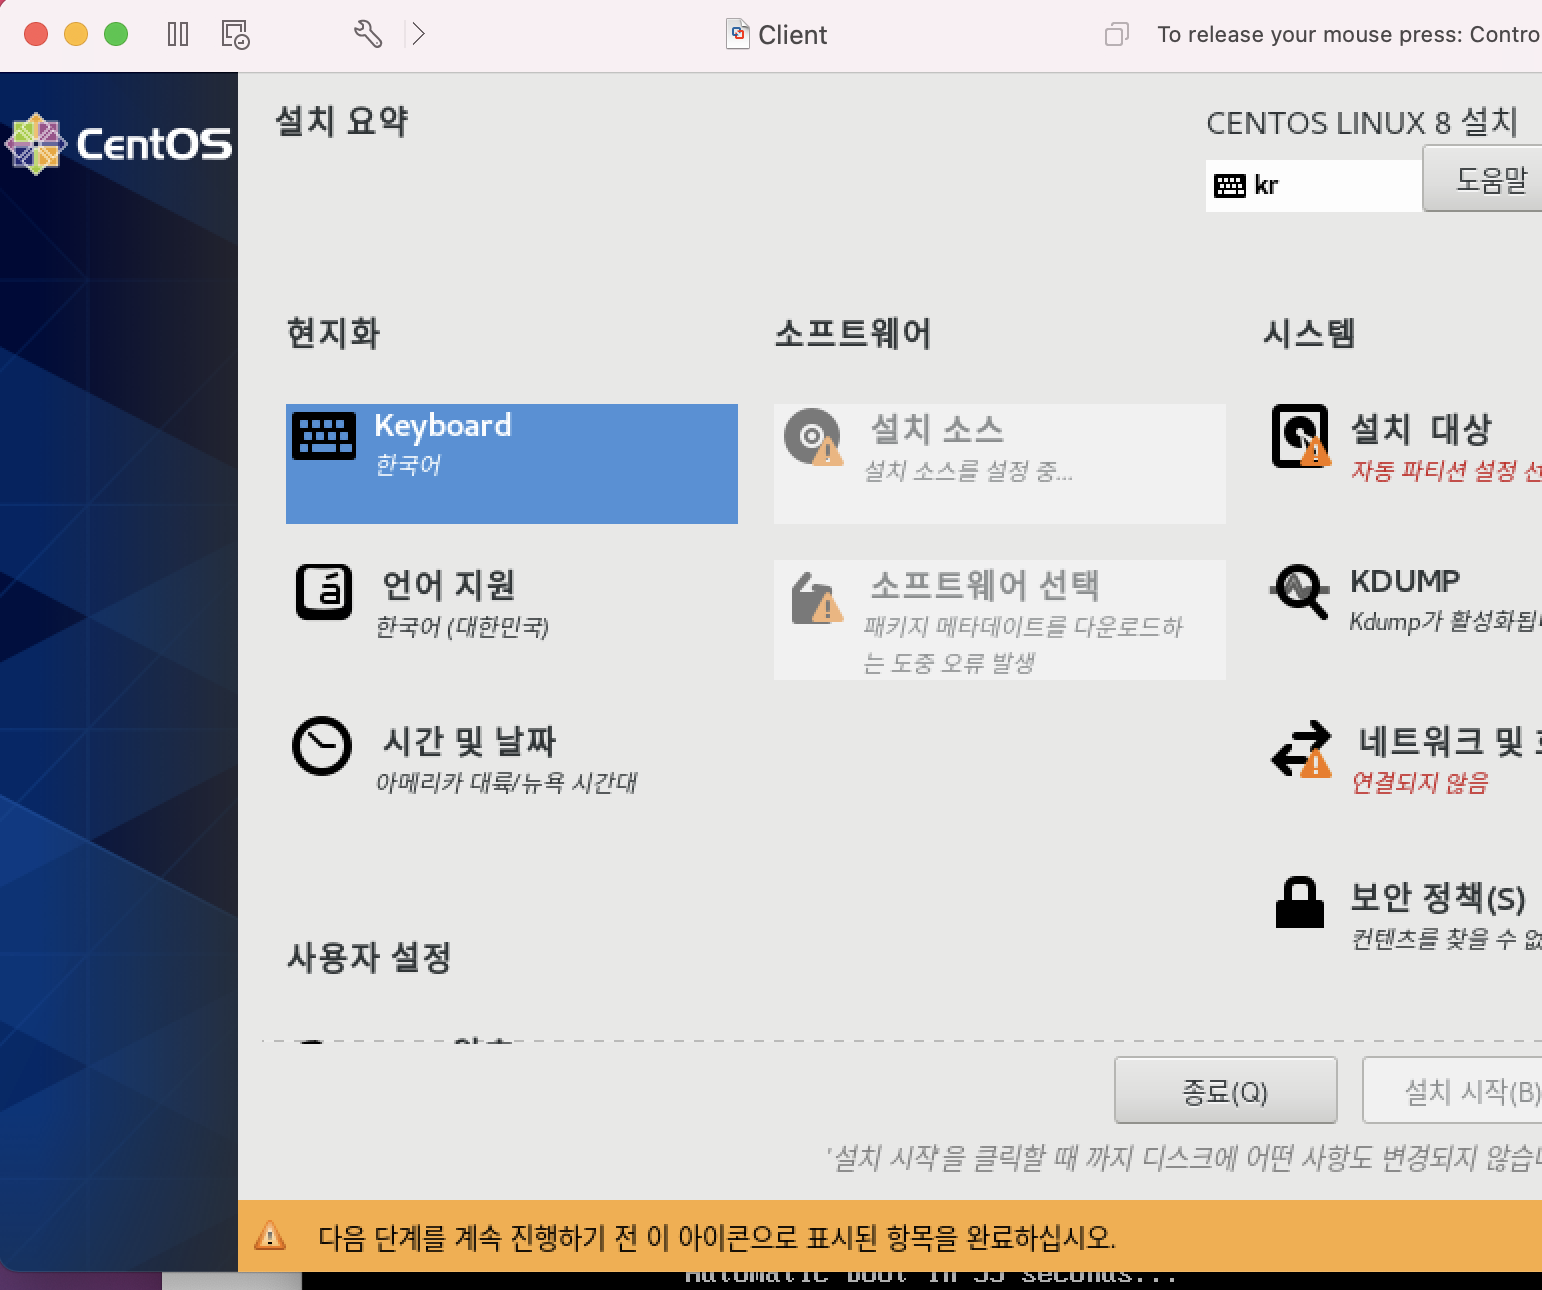 Client
To release your mouse press: Contro
CentOS
설치 요약
CENTOS LINUX 8 설치
kr
도움말
현지화
소프트웨어
시스템
Keyboard
한국어
설치 소스
설치 소스를 설정 중...
설치 대상
자동 파티션 설정 선
언어 지원
한국어 (대한민국)
소프트웨어 선택
패키지 메타데이트를 다운로드하
는 도중 오류 발생
KDUMP
Kdump가 활성화됩
시간 및 날짜
아메리카 대륙/뉴욕 시간대
네트워크 및
연결되지 않음
보안 정책(S)
컨텐츠를 찾을 수 없
사용자 설정
종료(Q)
설치 시작(B)
'설치 시작'을 클릭할 때 까지 디스크에 어떤 사항도 변경되지 않습
다음 단계를 계속 진행하기 전 이 아이콘으로 표시된 항목을 완료하십시오.
Automatic boot in 55 seconds...